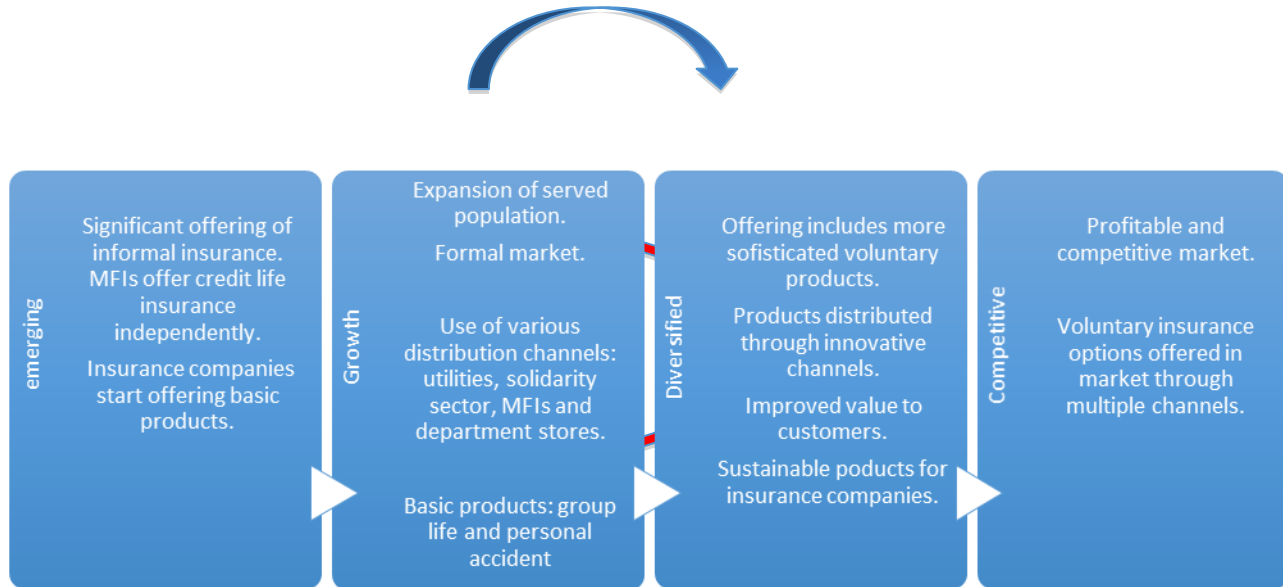 emerging
Significant offering of
informal insurance.
MFIs offer credit life
insurance
independently.
Insurance companies
start offering basic
products.
Growth
Expansion of served
population.
Formal market.
Use of various
distribution channels:
utilities, solidarity
sector, MFIs and
department stores.
Basic products: group
life and personal
accident
Diversified
Offering includes more
sofisticated voluntary
products.
Products distributed
through innovative
channels.
Improved value to
customers.
Sustainable poducts for
insurance companies.
Competitive
Profitable and
competitive market.
Voluntary insurance
options offered in
market through
multiple channels.